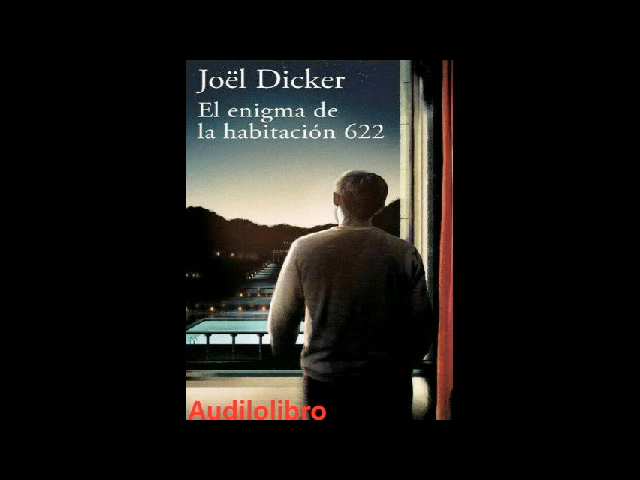 Joël Dicker
El enigma de
la habitación 622
Audilolibro